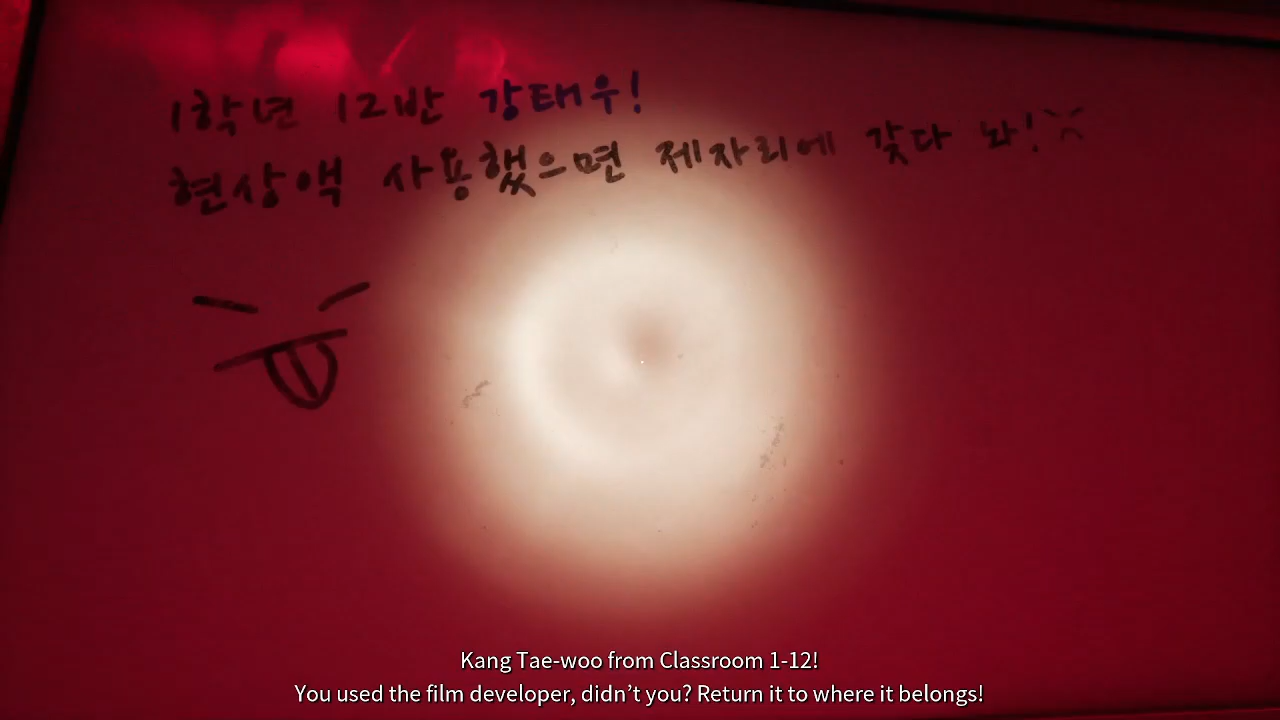 1학년 12반 강태우!
현상액 사용했으면 제자리에 갖다 놔!
Kang Tae-woo from Classroom 1-12!
You used the film developer, didn’t you? Return it to where it belongs!